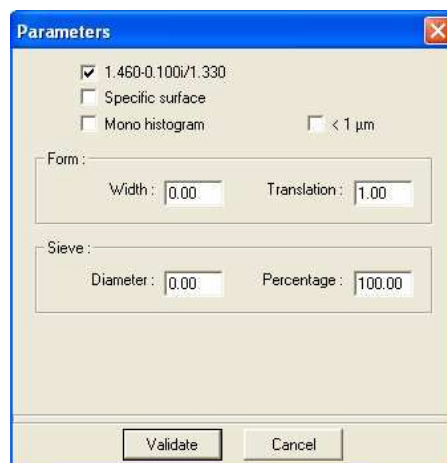 Parameters
1.460-0.100i/1.330
Specific surface
Mono histogram < 1 µm
Form :
Width : 0.00 Translation : 1.00
Sieve :
Diameter : 0.00 Percentage : 100.00
Validate Cancel